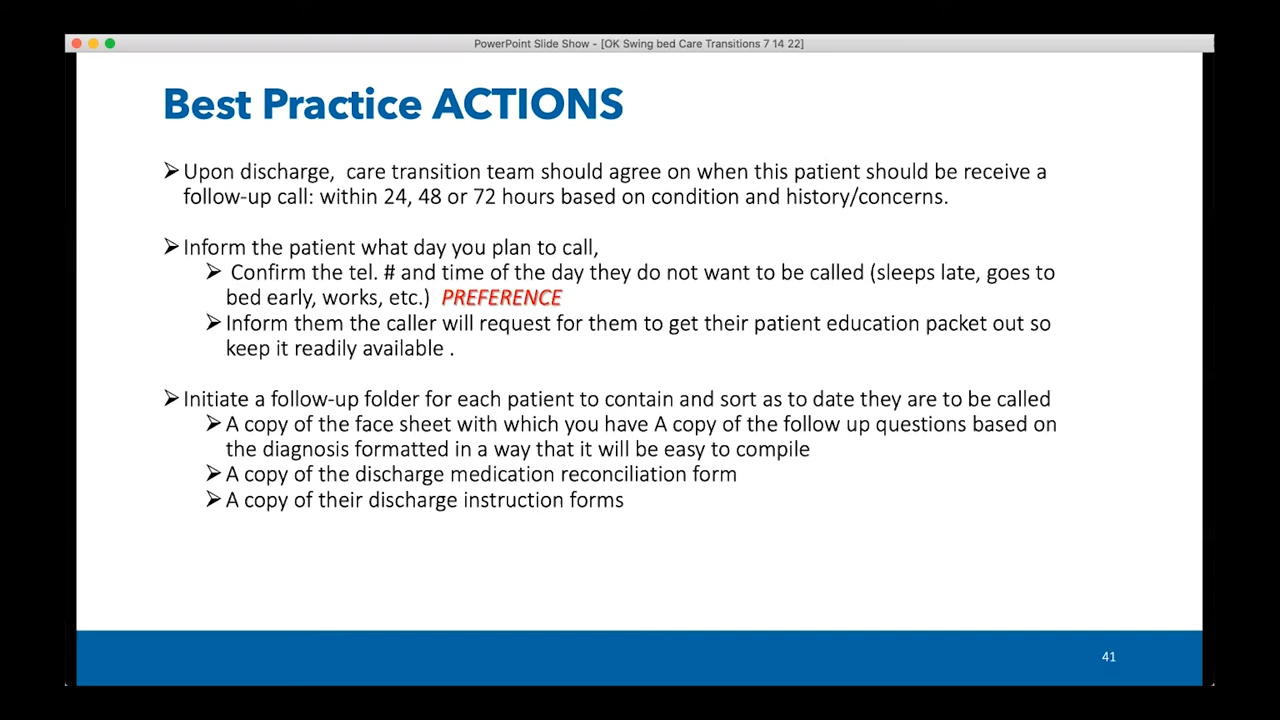 PowerPoint Slide Show - [OK Swing bed Care Transitions 7 14 22]
Best Practice ACTIONS
➢Upon discharge,  care transition team should agree on when this patient should be receive a
follow-up call: within 24, 48 or 72 hours based on condition and history/concerns.
➢Inform the patient what day you plan to call,
➢ Confirm the tel. # and time of the day they do not want to be called (sleeps late, goes to
bed early, works, etc.)  PREFERENCE
➢Inform them the caller will request for them to get their patient education packet out so
keep it readily available .
➢Initiate a follow-up folder for each patient to contain and sort as to date they are to be called
➢A copy of the face sheet with which you have A copy of the follow up questions based on
the diagnosis formatted in a way that it will be easy to compile
➢A copy of the discharge medication reconciliation form
➢A copy of their discharge instruction forms
41